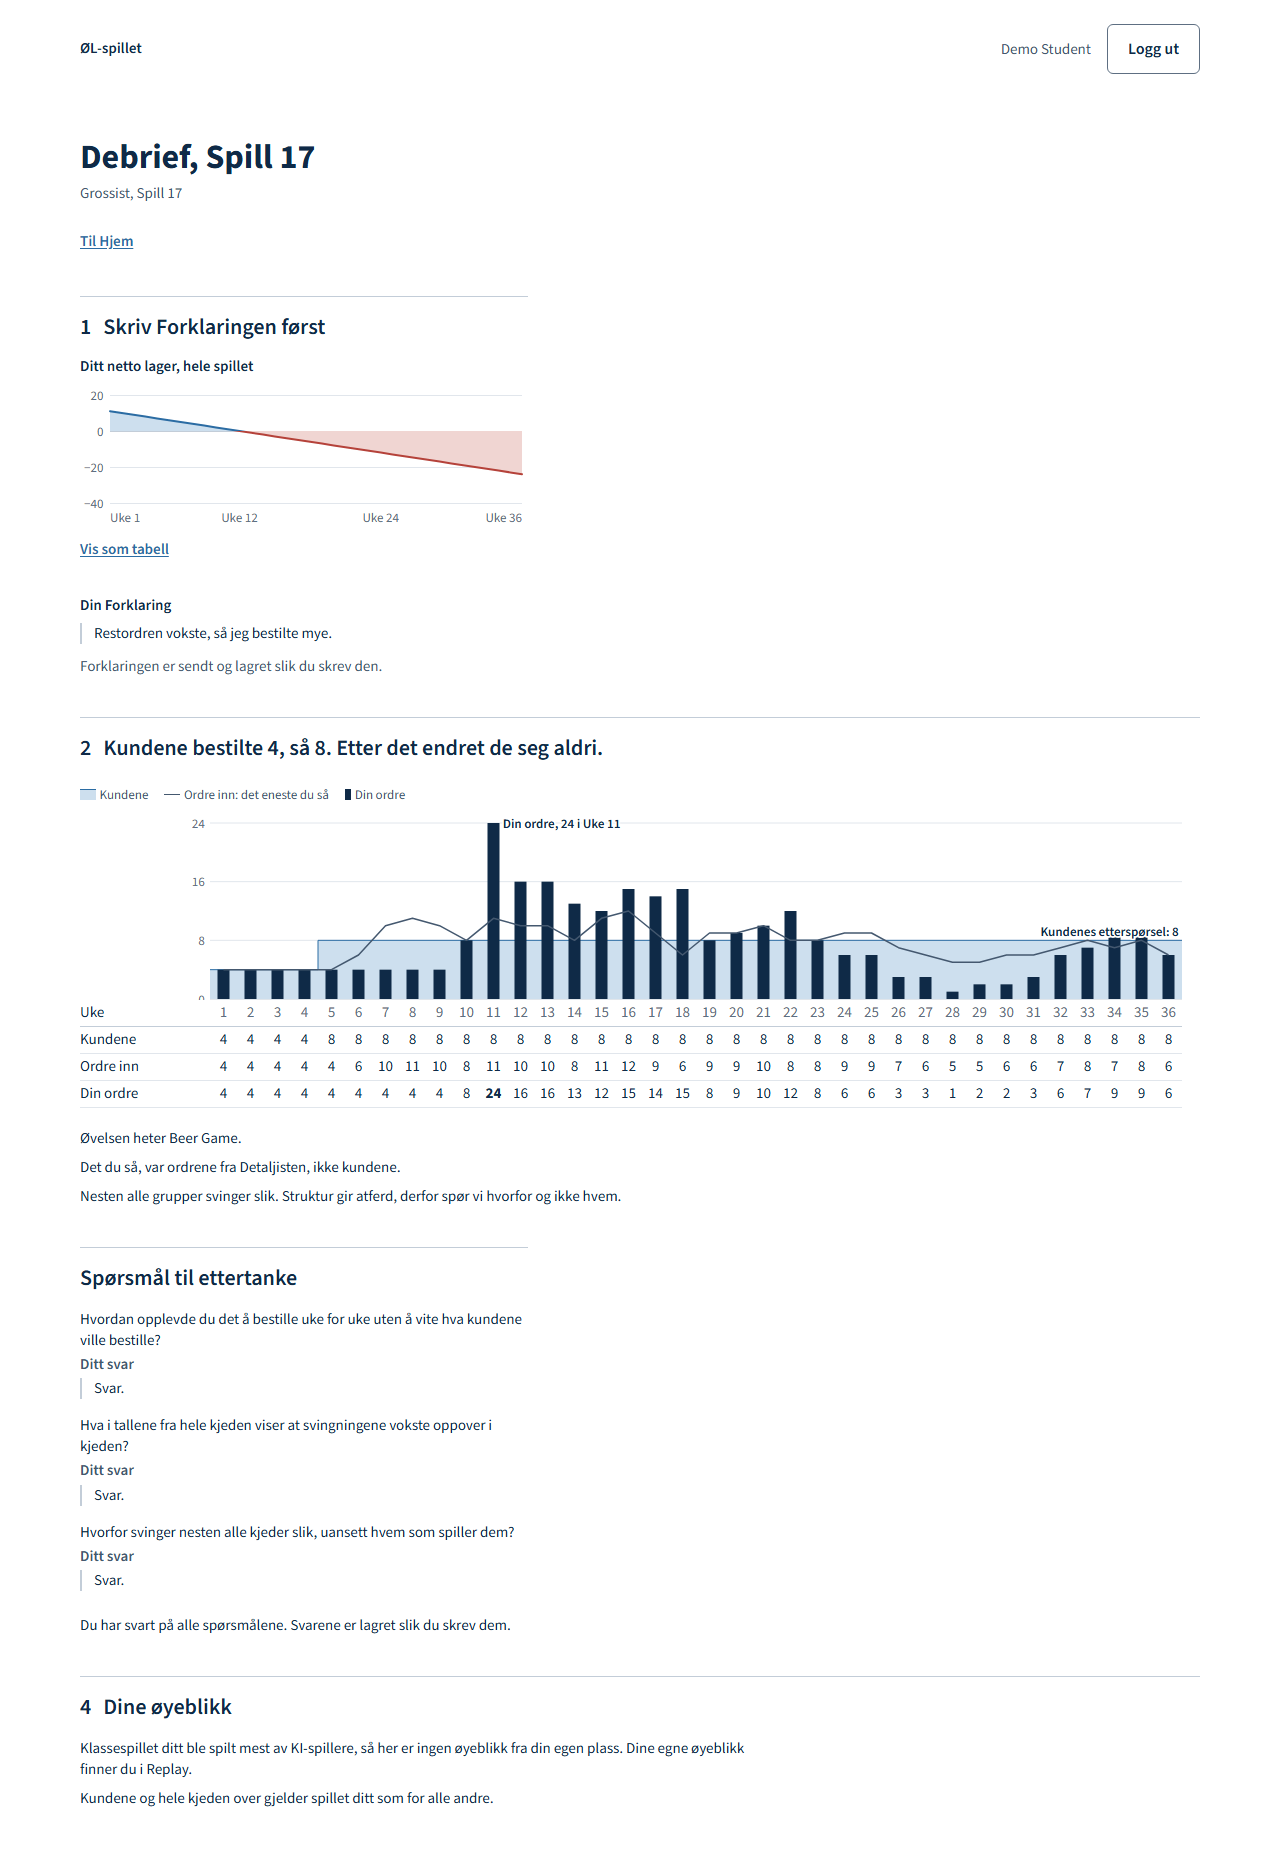 ØL-spillet
Demo Student
Logg ut
Debrief, Spill 17
Grossist, Spill 17
Til Hjem
1 Skriv Forklaringen først
Ditt netto lager, hele spillet
20
0
−20
−40
Uke 1 Uke 12 Uke 24 Uke 36
Vis som tabell
Din Forklaring
Restordren vokste, så jeg bestilte mye.
Forklaringen er sendt og lagret slik du skrev den.
2 Kundene bestilte 4, så 8. Etter det endret de seg aldri.
Kundene Ordre inn: det eneste du så Din ordre
24
Din ordre, 24 i Uke 11
16
Kundenes etterspørsel: 8
8
0
Uke 1 2 3 4 5 6 7 8 9 10 11 12 13 14 15 16 17 18 19 20 21 22 23 24 25 26 27 28 29 30 31 32 33 34 35 36
Kundene 4 4 4 4 8 8 8 8 8 8 8 8 8 8 8 8 8 8 8 8 8 8 8 8 8 8 8 8 8 8 8 8 8 8 8 8
Ordre inn 4 4 4 4 4 6 10 11 10 8 11 10 10 8 11 12 9 6 9 9 10 8 8 9 9 7 6 5 5 6 6 7 8 7 8 6
Din ordre 4 4 4 4 4 4 4 4 4 8 24 16 16 13 12 15 14 15 8 9 10 12 8 6 6 3 3 1 2 2 3 6 7 9 9 6
Øvelsen heter Beer Game.
Det du så, var ordrene fra Detaljisten, ikke kundene.
Nesten alle grupper svinger slik. Struktur gir atferd, derfor spør vi hvorfor og ikke hvem.
Spørsmål til ettertanke
Hvordan opplevde du det å bestille uke for uke uten å vite hva kundene
ville bestille?
Ditt svar
Svar.
Hva i tallene fra hele kjeden viser at svingningene vokste oppover i
kjeden?
Ditt svar
Svar.
Hvorfor svinger nesten alle kjeder slik, uansett hvem som spiller dem?
Ditt svar
Svar.
Du har svart på alle spørsmålene. Svarene er lagret slik du skrev dem.
4 Dine øyeblikk
Klassespillet ditt ble spilt mest av KI-spillere, så her er ingen øyeblikk fra din egen plass. Dine egne øyeblikk
finner du i Replay.
Kundene og hele kjeden over gjelder spillet ditt som for alle andre.